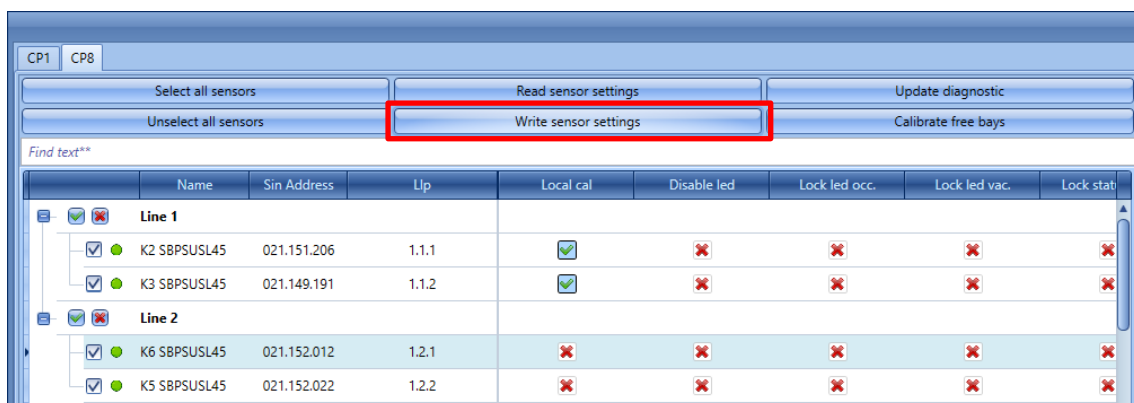 CP1 CP8
Select all sensors Read sensor settings Update diagnostic
Unselect all sensors Write sensor settings Calibrate free bays
Find text**
Name Sin Address Llp Local cal Disable led Lock led occ. Lock led vac. Lock stat
Line 1
K2 SBPSUSL45 021.151.206 1.1.1
K3 SBPSUSL45 021.149.191 1.1.2
Line 2
K6 SBPSUSL45 021.152.012 1.2.1
K5 SBPSUSL45 021.152.022 1.2.2